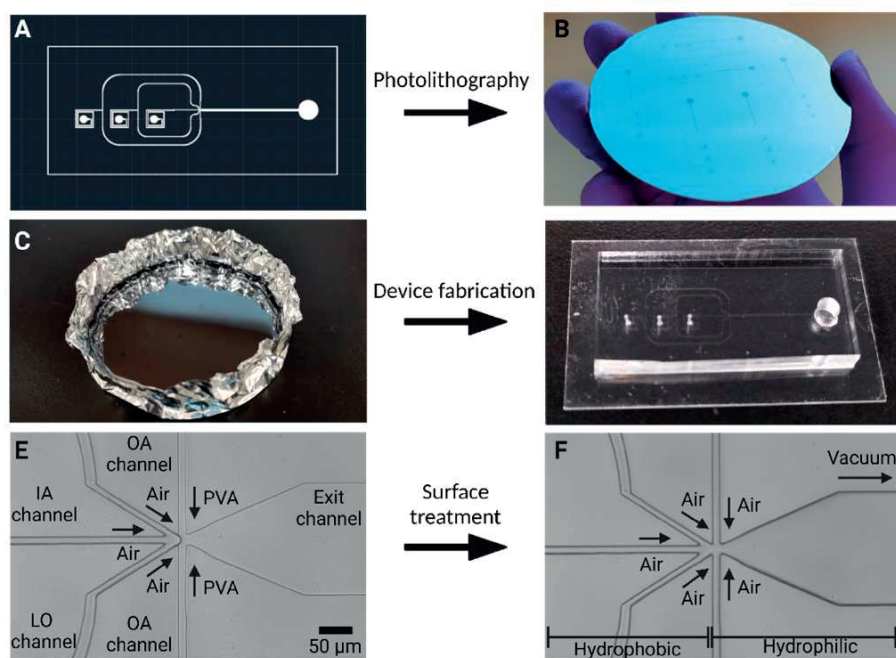 A
Photolithography
B
C
Device fabrication
E
OA
channel
Air
PVA
IA
channel
Exit
channel
Air
Air
PVA
LO
channel
OA
channel
50 μm
Surface
treatment
F
Vacuum
Air
Air
Air
Air
Air
Hydrophobic
Hydrophilic